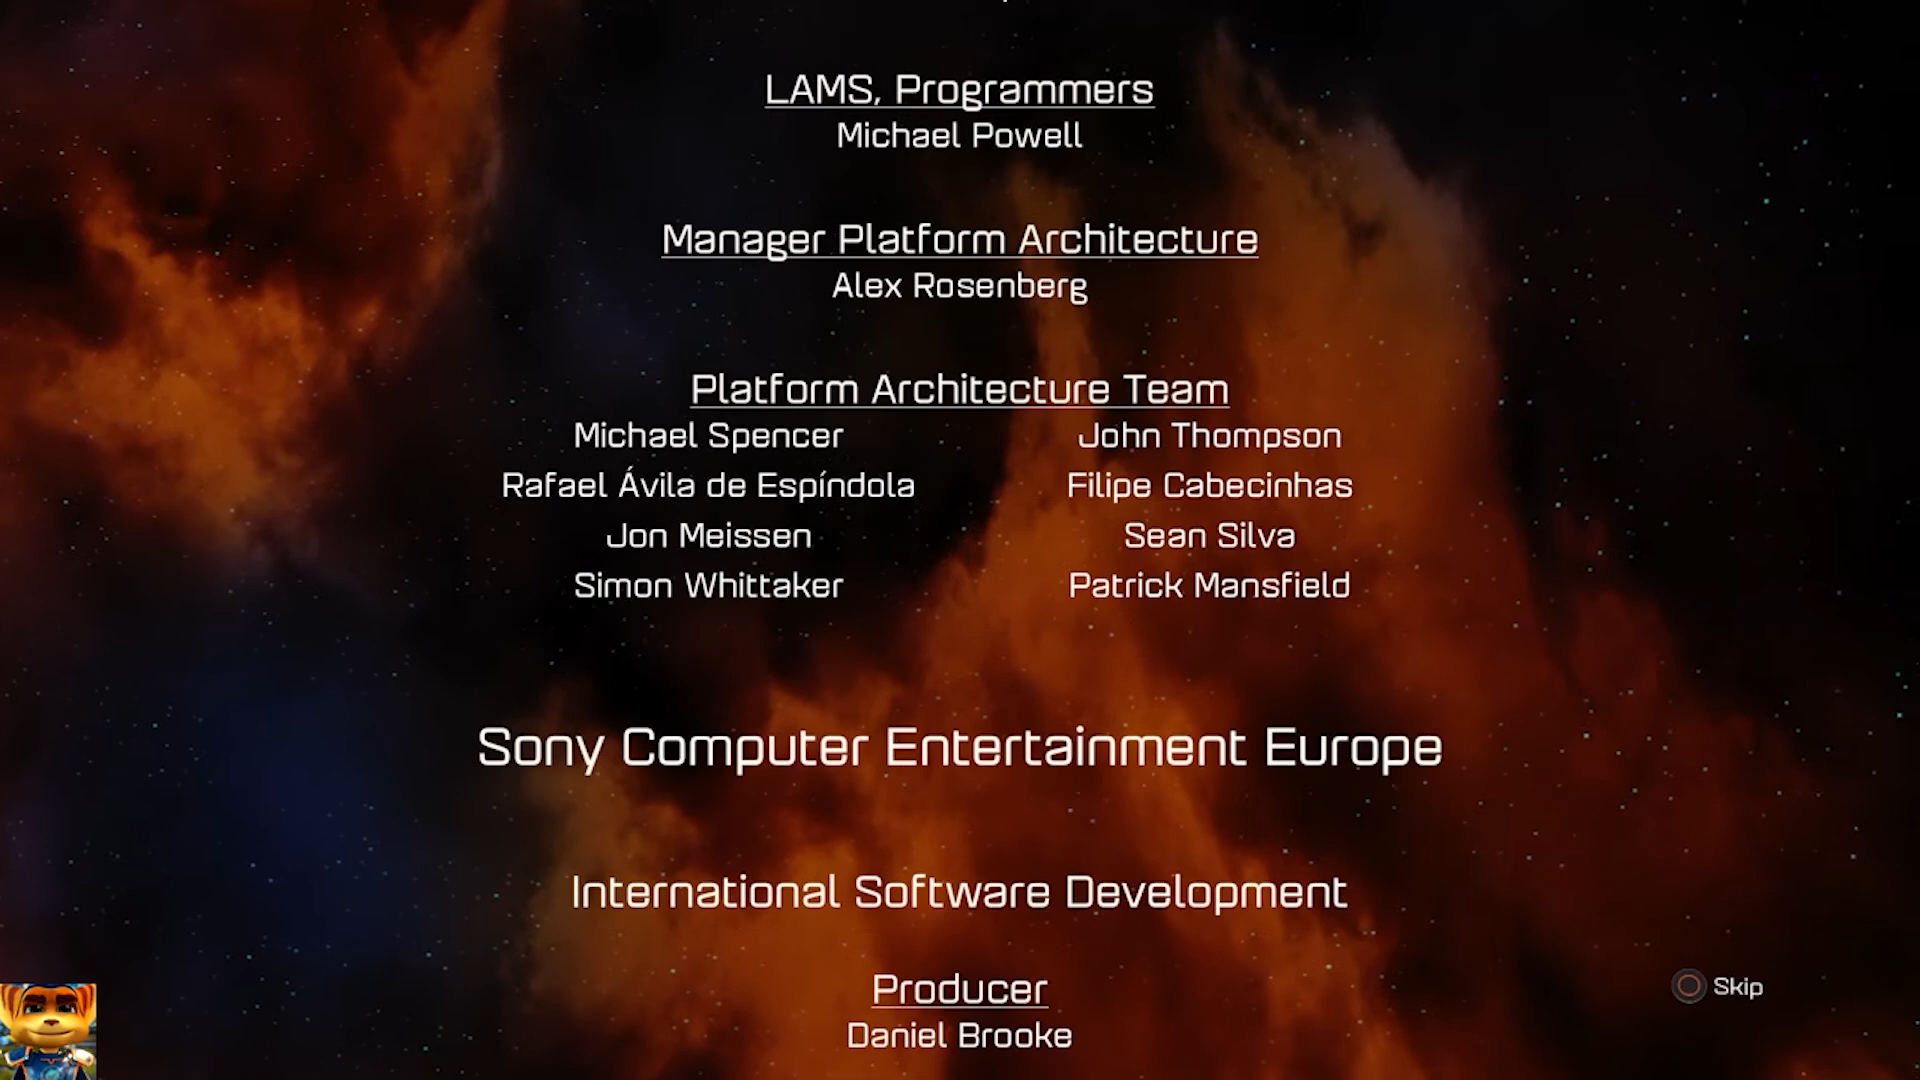 LAMS, Programmers
Michael Powell
Manager Platform Architecture
Alex Rosenberg
Platform Architecture Team
Michael Spencer John Thompson
Rafael Ávila de Espíndola Filipe Cabecinhas
Jon Meissen Sean Silva
Simon Whittaker Patrick Mansfield
Sony Computer Entertainment Europe
International Software Development
Producer
Daniel Brooke
Skip